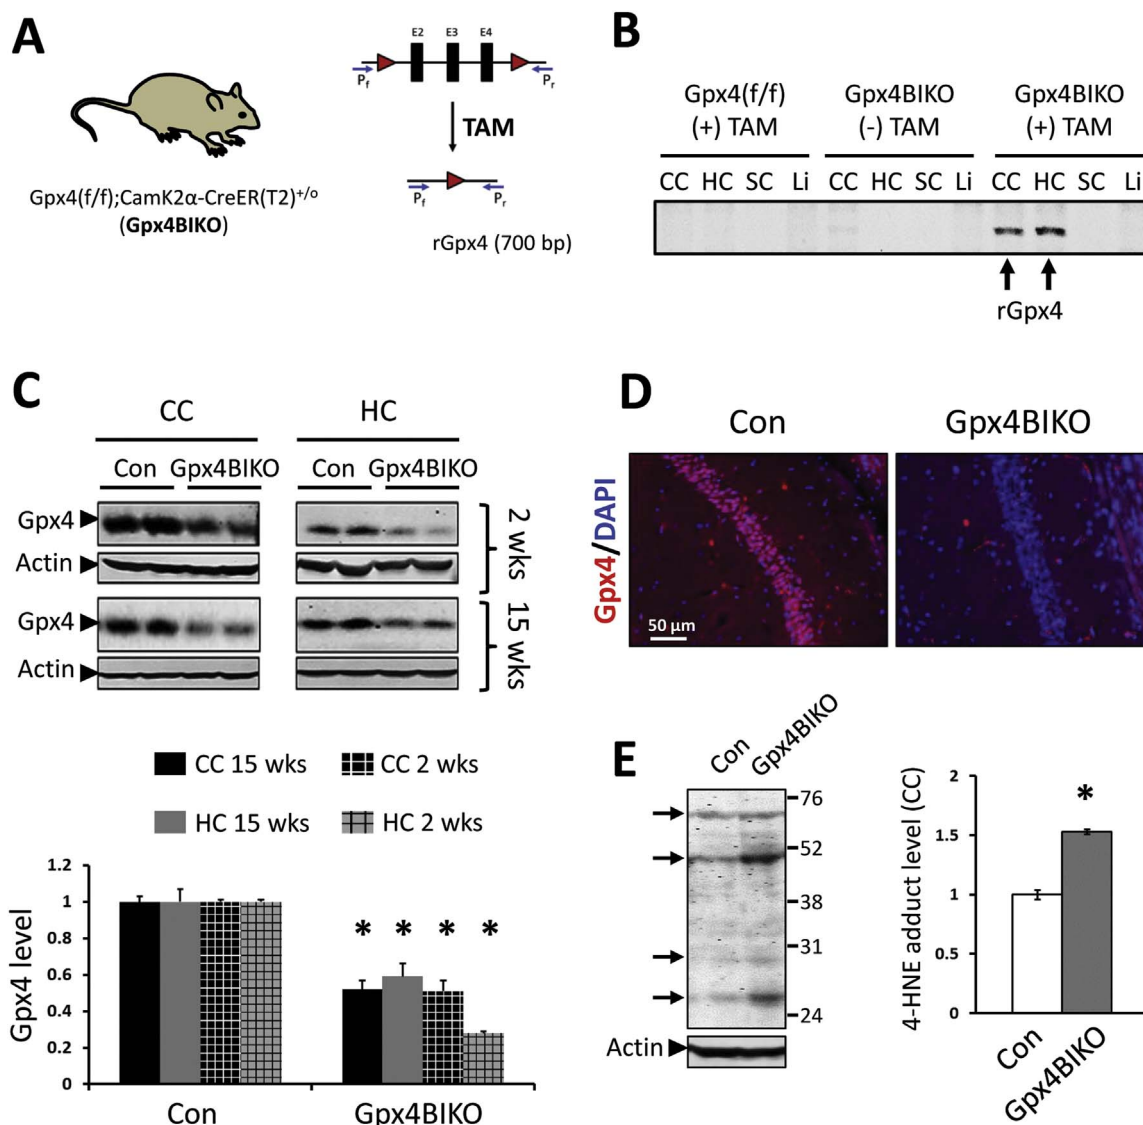 A
E2 E3 E4
Pf Pr
TAM
Pf Pr
Gpx4(f/f);CamK2α-CreER(T2)+/o
(Gpx4BIKO)
rGpx4 (700 bp)
B
Gpx4(f/f) Gpx4BIKO Gpx4BIKO
(+) TAM (-) TAM (+) TAM
CC HC SC Li CC HC SC Li CC HC SC Li
rGpx4
C
CC HC
Con Gpx4BIKO Con Gpx4BIKO
Gpx4
Actin
2 wks
Gpx4
Actin
15 wks
CC 15 wks CC 2 wks
HC 15 wks HC 2 wks
Gpx4 level
1.2
1
0.8
0.6
0.4
0.2
0
* * * *
Con Gpx4BIKO
D
Con Gpx4BIKO
Gpx4/DAPI
50 µm
E
Con Gpx4BIKO
76
52
38
31
24
Actin
4-HNE adduct level (CC)
2
1.5
1
0.5
0
*
Con Gpx4BIKO